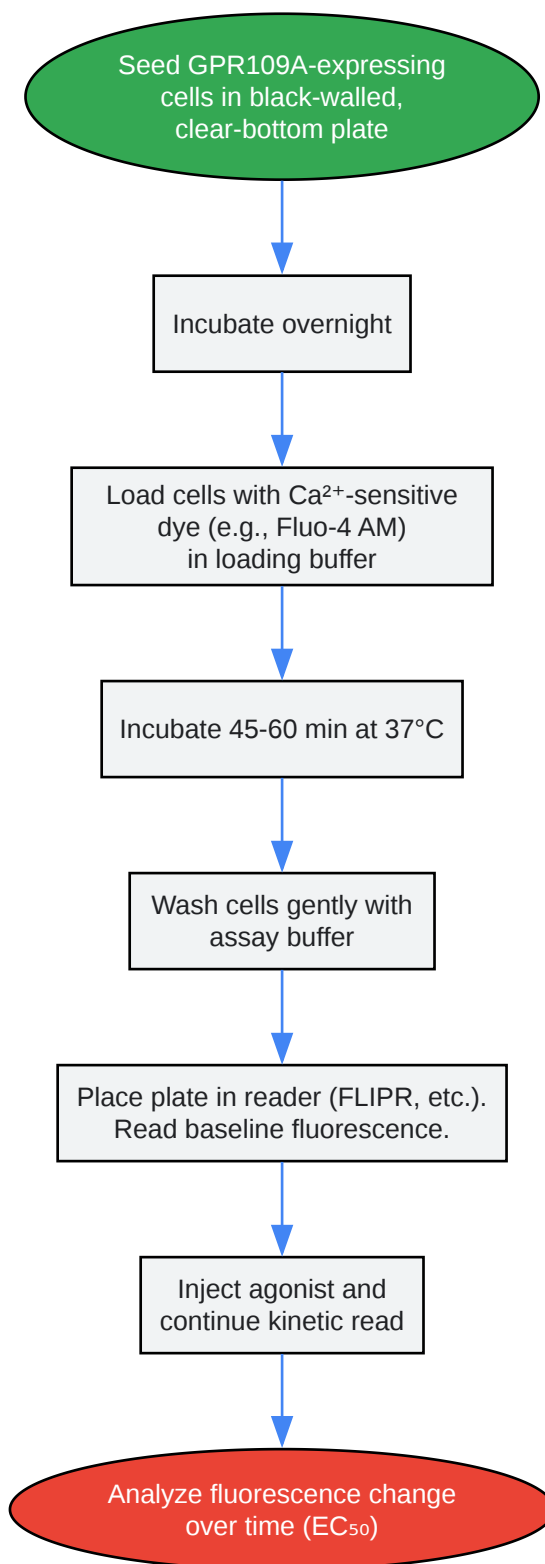 Seed GPR109A-expressing
cells in black-walled,
clear-bottom plate
Incubate overnight
Load cells with Ca²⁺-sensitive
dye (e.g., Fluo-4 AM)
in loading buffer
Incubate 45-60 min at 37°C
Wash cells gently with
assay buffer
Place plate in reader (FLIPR, etc.).
Read baseline fluorescence.
Inject agonist and
continue kinetic read
Analyze fluorescence change
over time (EC₅₀)